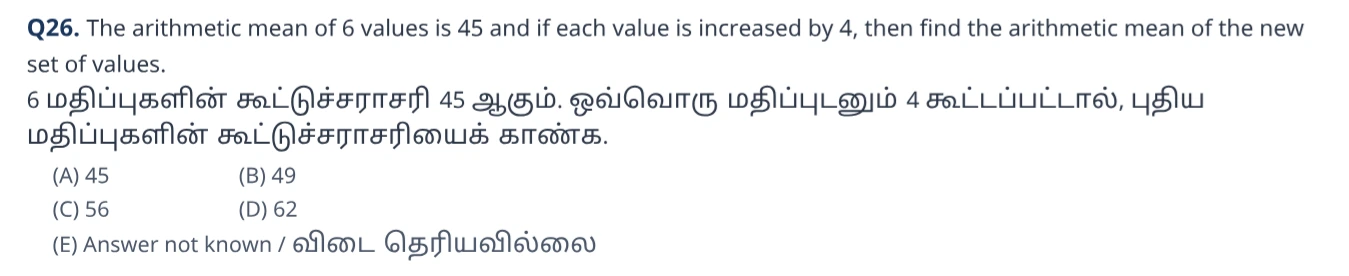 Q26. The arithmetic mean of 6 values is 45 and if each value is increased by 4, then find the arithmetic mean of the new
set of values.
6 மதிப்புகளின் கூட்டுச்சராசரி 45 ஆகும். ஒவ்வொரு மதிப்புடனும் 4 கூட்டப்பட்டால், புதிய
மதிப்புகளின் கூட்டுச்சராசரியைக் காண்க.
(A) 45 (B) 49
(C) 56 (D) 62
(E) Answer not known / விடை தெரியவில்லை